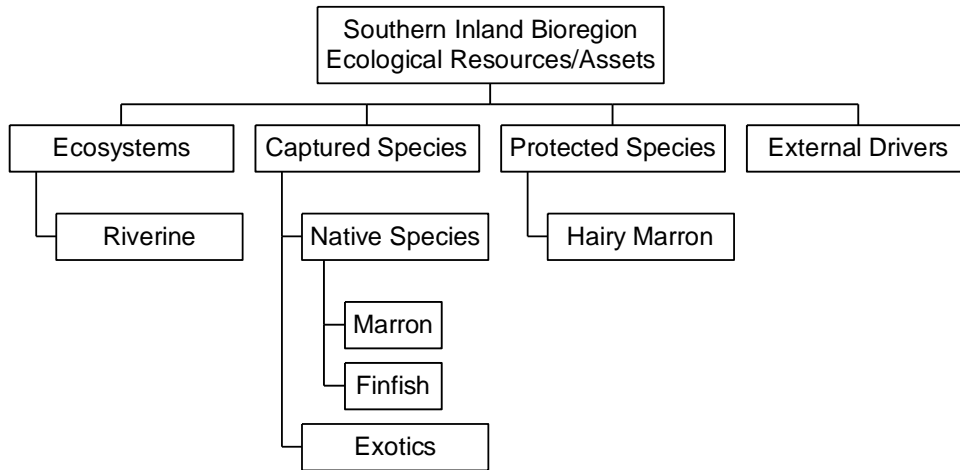 Southern Inland Bioregion
Ecological Resources/Assets
Ecosystems
Captured Species
Protected Species
External Drivers
Riverine
Native Species
Hairy Marron
Marron
Finfish
Exotics